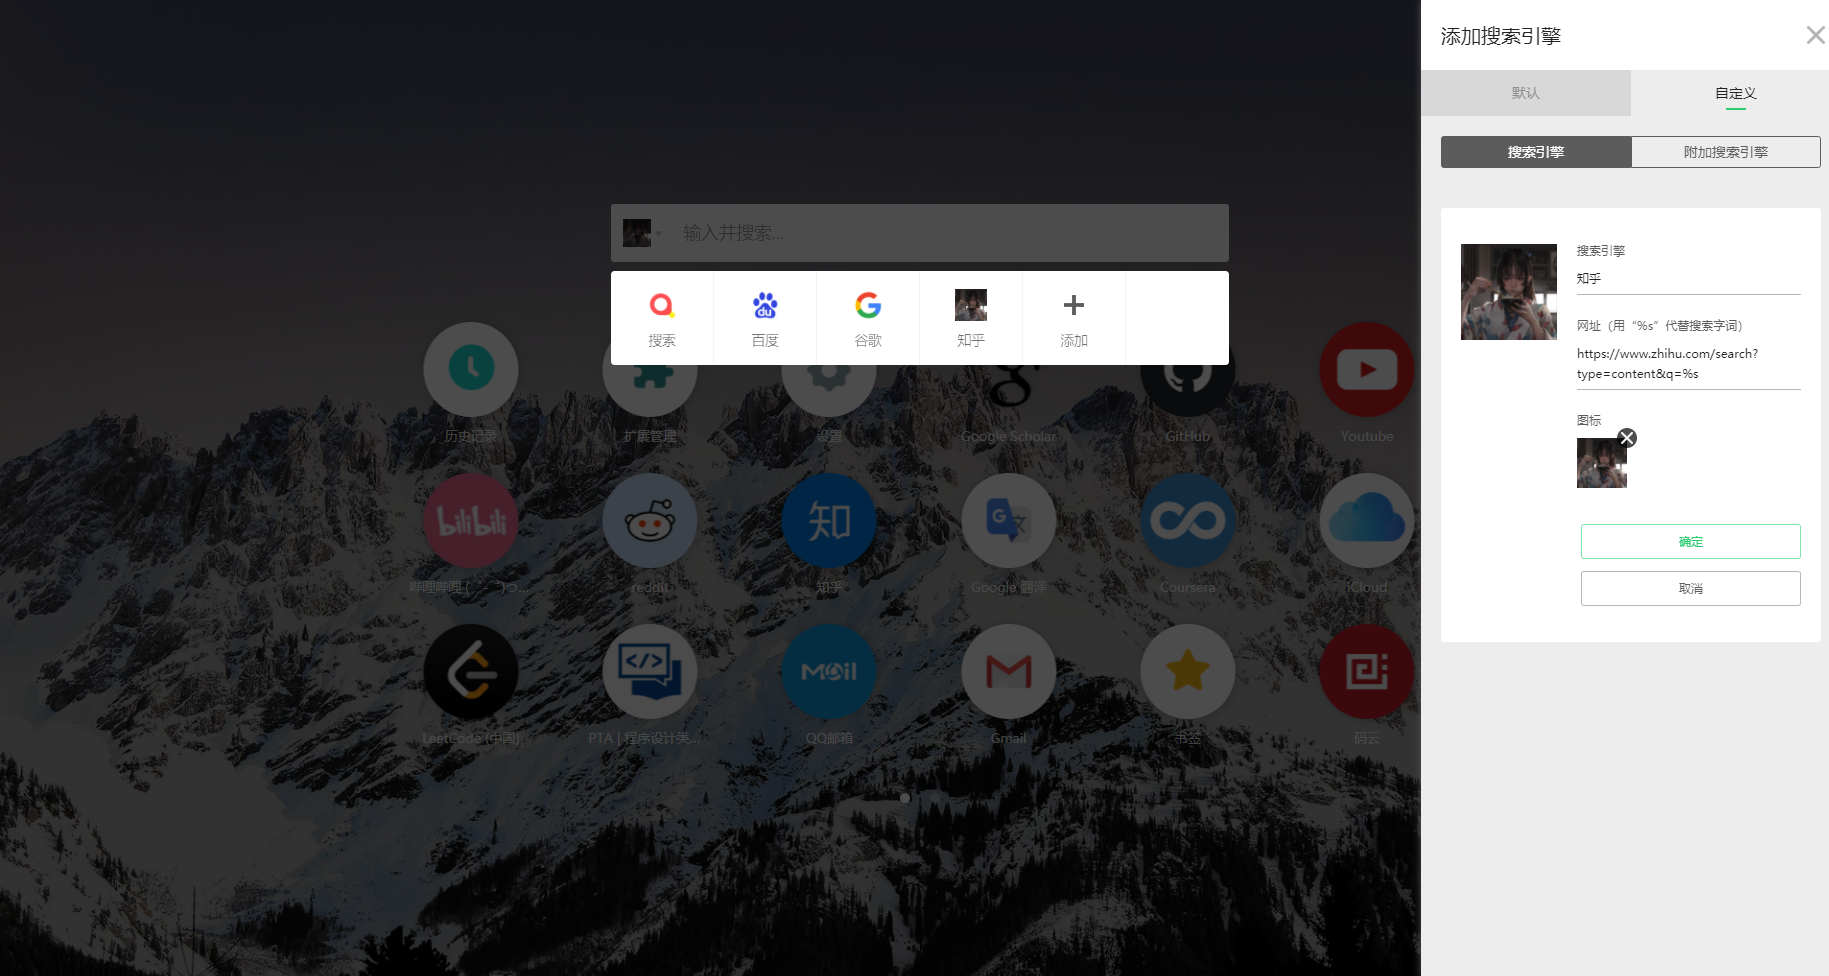 添加搜索引擎
默认
自定义
搜索引擎
附加搜索引擎
输入并搜索...
du
搜索
百度
谷歌
知乎
添加
搜索引擎
知乎
网址（用“%s”代替搜索字词）
https://www.zhihu.com/search?
type=content&q=%s
图标
确定
取消
历史记录
扩展管理
设置
Google Scholar
GitHub
Youtube
bilibili
知
G
文
哔哩哔哩 (゜-゜)つ...
reddit
知乎
Google 翻译
Coursera
iCloud
</>
Mail
LeetCode (中国)
PTA | 程序设计类...
QQ邮箱
Gmail
书签
码云